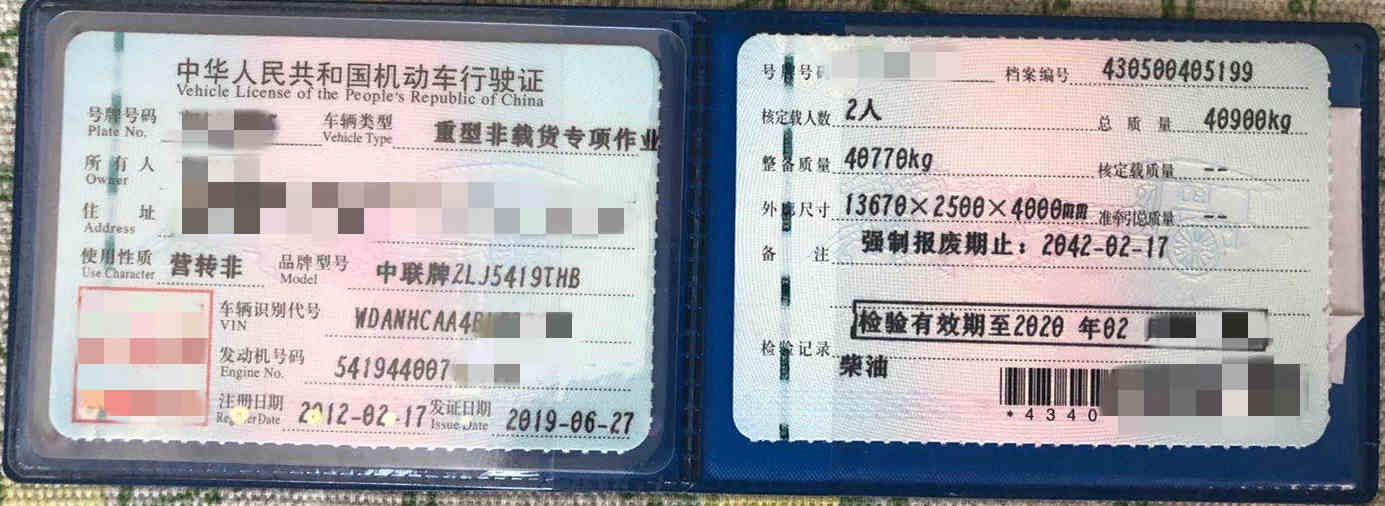 中华人民共和国机动车行驶证
Vehicle License of the People's Republic of China
号牌号码
Plate No.
车辆类型
Vehicle Type
重型非载货专项作业
所有人
Owner
住址
Address
使用性质
Use Character
营转非
品牌型号
Model
中联牌ZLJ5419THB
车辆识别代号
VIN
WDANHCAA4B
发动机号码
Engine No.
541944007
注册日期
Register Date
2012-02-17
发证日期
Issue Date
2019-06-27
号牌号码
档案编号
430500405199
核定载人数
2人
总质量
40900kg
整备质量
40770kg
核定载质量
--
外廓尺寸
13670×2500×4000mm
准牵引总质量
--
备注
强制报废期止：2042-02-17
检验有效期至2020 年02
检验记录
柴油
*4340